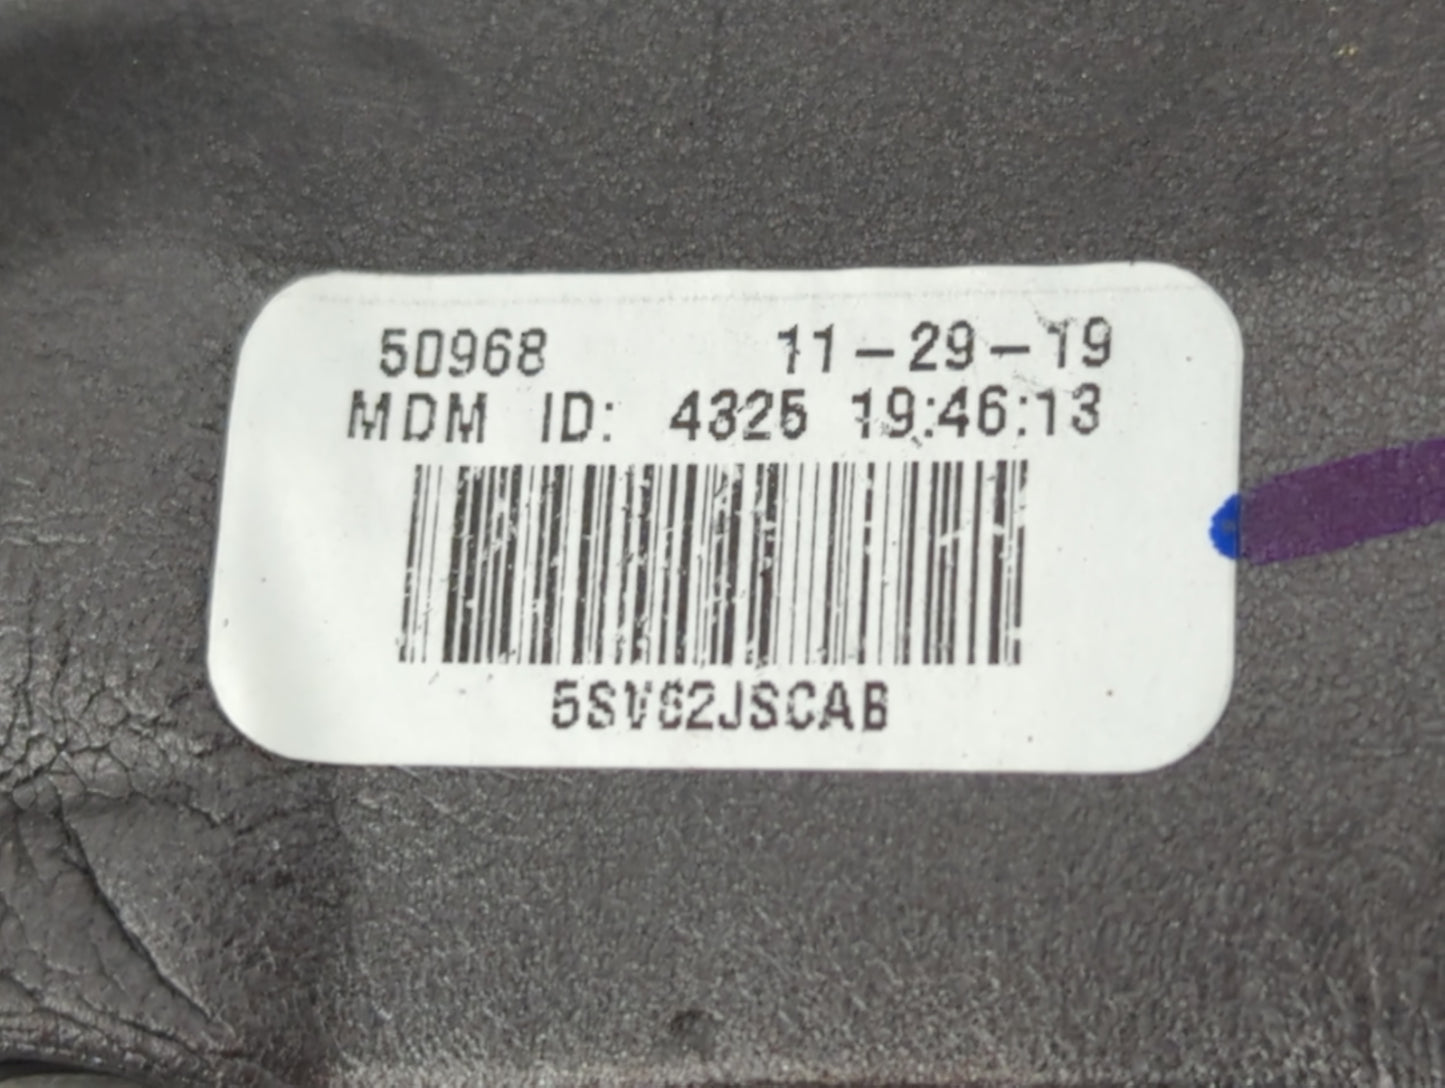 50968 11-29-19
MDM ID: 4325 19:46:13
5SV62JSCAB